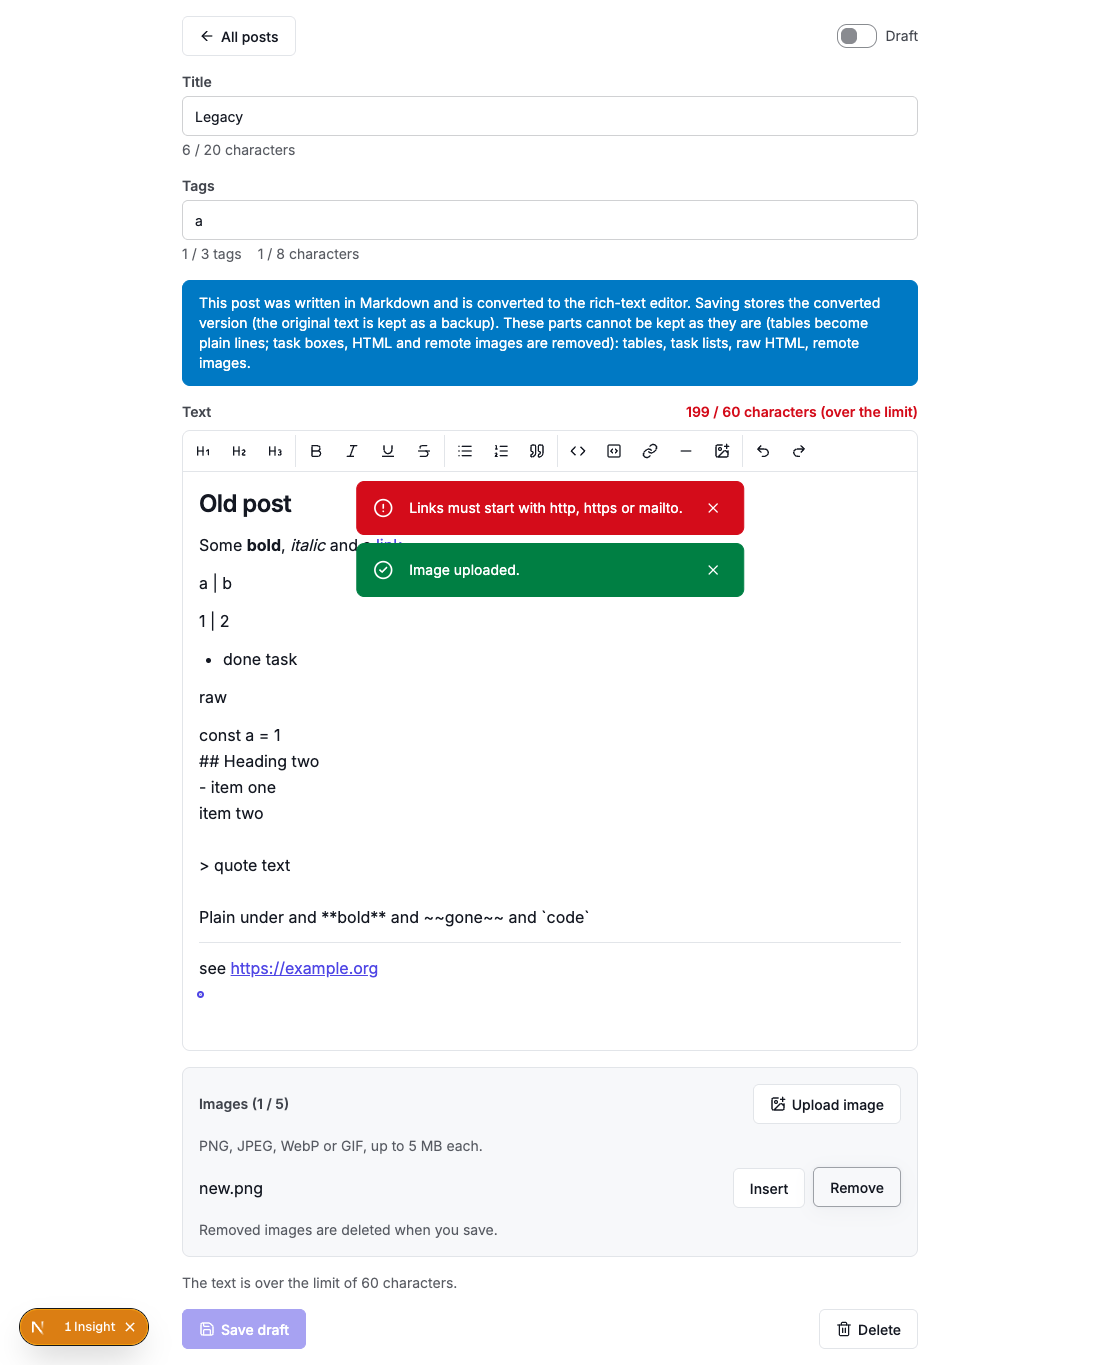 All posts
Draft
Title
Legacy
6 / 20 characters
Tags
a
1 / 3 tags 1 / 8 characters
This post was written in Markdown and is converted to the rich-text editor. Saving stores the converted
version (the original text is kept as a backup). These parts cannot be kept as they are (tables become
plain lines; task boxes, HTML and remote images are removed): tables, task lists, raw HTML, remote
images.
Text
199 / 60 characters (over the limit)
H1 H2 H3
Old post
Links must start with http, https or mailto.
Some bold, italic and
Image uploaded.
a | b
1 | 2
• done task
raw
const a = 1
## Heading two
- item one
item two
> quote text
Plain under and **bold** and ~~gone~~ and `code`
see https://example.org
Images (1 / 5)
Upload image
PNG, JPEG, WebP or GIF, up to 5 MB each.
new.png
Insert
Remove
Removed images are deleted when you save.
The text is over the limit of 60 characters.
1 Insight
Save draft
Delete